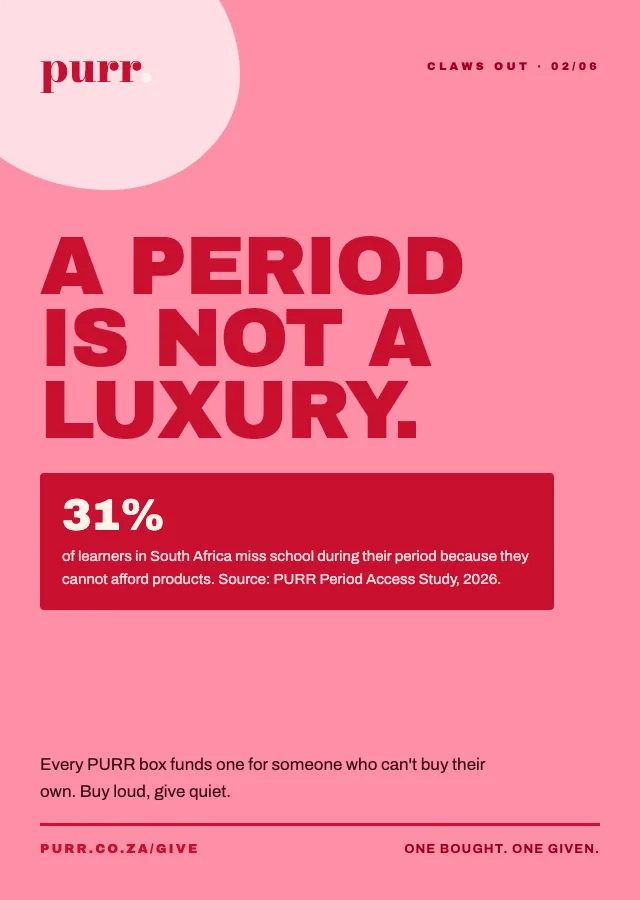 purr.
CLAWS OUT · 02/06
A PERIOD
IS NOT A
LUXURY.
31%
of learners in South Africa miss school during their period because they
cannot afford products. Source: PURR Period Access Study, 2026.
Every PURR box funds one for someone who can't buy their
own. Buy loud, give quiet.
PURR.CO.ZA/GIVE
ONE BOUGHT. ONE GIVEN.